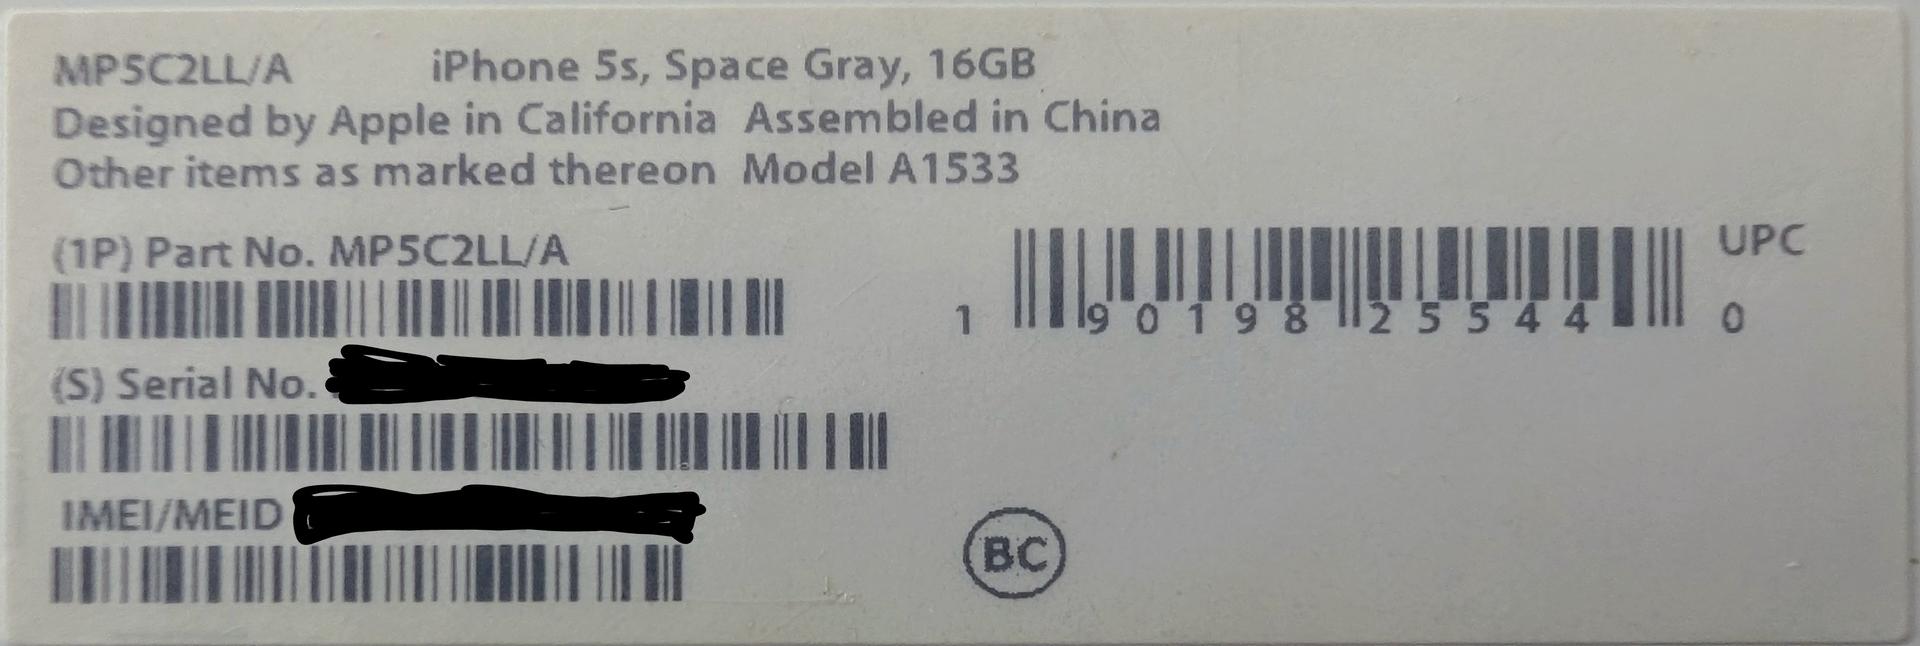 MP5C2LL/A iPhone 5s, Space Gray, 16GB
Designed by Apple in California Assembled in China
Other items as marked thereon Model A1533
(1P) Part No. MP5C2LL/A
UPC
1 90198 25544 0
(S) Serial No.
IMEI/MEID
BC